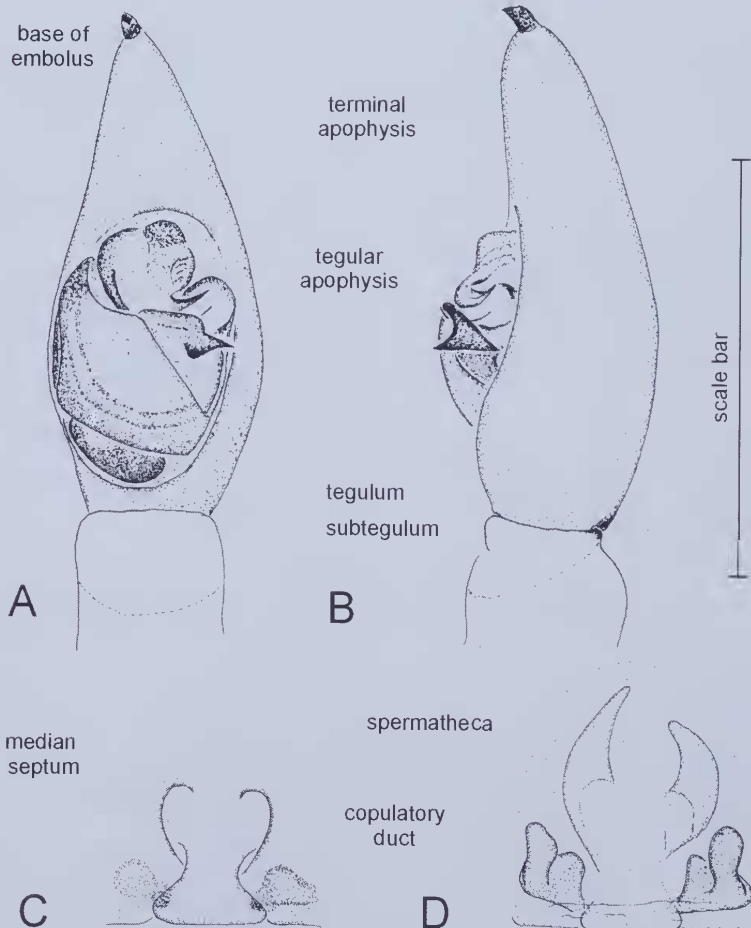 base of
embolus
terminal
apophysis
tegular
apophysis
scale bar
tegulum
subtegulum
A
B
median
septum
spermatheca
copulatory
duct
C
D